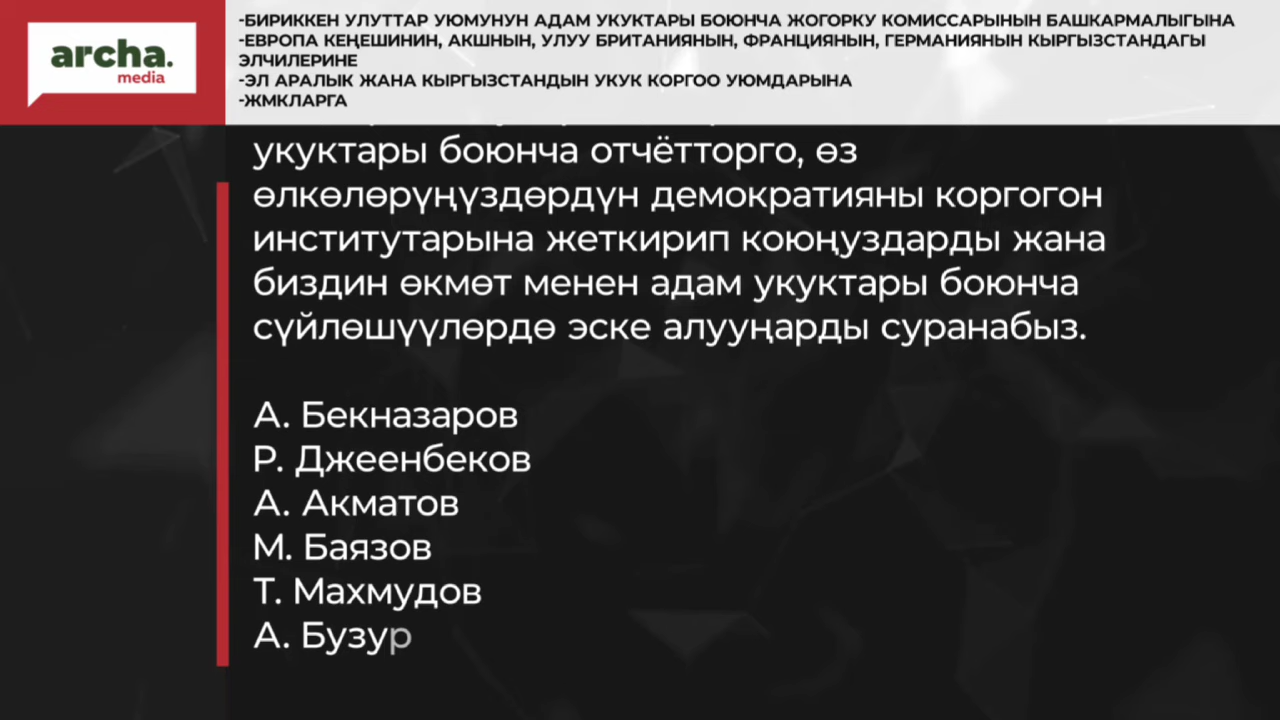 archa.
media
-БИРИККЕН УЛУТТАР УЮМУНУН АДАМ УКУКТАРЫ БОЮНЧА ЖОГОРКУ КОМИССАРЫНЫН БАШКАРМАЛЫГЫНА
-ЕВРОПА КЕҢЕШИНИН, АКШНЫН, УЛУУ БРИТАНИЯНЫН, ФРАНЦИЯНЫН, ГЕРМАНИЯНЫН КЫРГЫЗСТАНДАГЫ
ЭЛЧИЛЕРИНЕ
-ЭЛ АРАЛЫК ЖАНА КЫРГЫЗСТАНДЫН УКУК КОРГОО УЮМДАРЫНА
-ЖМКЛАРГА
укуктары боюнча отчётторго, өз
өлкөлөрүңүздөрдүн демократияны коргогон
институтарына жеткирип коюңуздарды жана
биздин өкмөт менен адам укуктары боюнча
сүйлөшүүлөрдө эске алууңарды суранабыз.
А. Бекназаров
Р. Джеенбеков
А. Акматов
М. Баязов
Т. Махмудов
А. Бузур